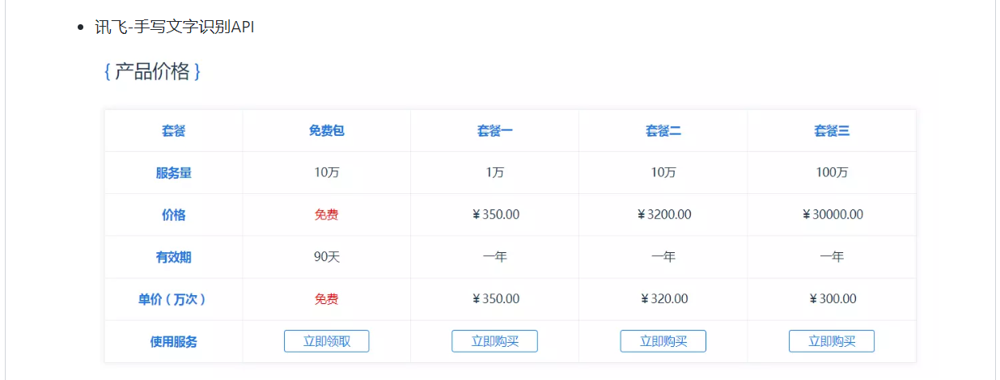 讯飞-手写文字识别API
{ 产品价格 }
套餐 免费包 套餐一 套餐二 套餐三
服务量 10万 1万 10万 100万
价格 免费 ￥350.00 ￥3200.00 ￥30000.00
有效期 90天 一年 一年 一年
单价（万次） 免费 ￥350.00 ￥320.00 ￥300.00
使用服务 立即领取 立即购买 立即购买 立即购买